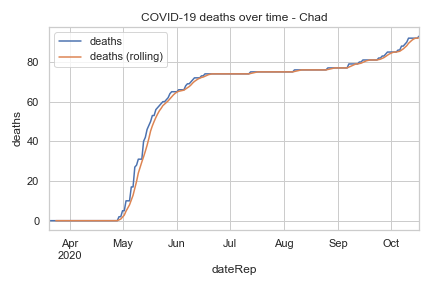 COVID-19 deaths over time - Chad
deaths
deaths (rolling)
80
60
40
20
0
deaths
Apr
2020
May
Jun
Jul
Aug
Sep
Oct
dateRep